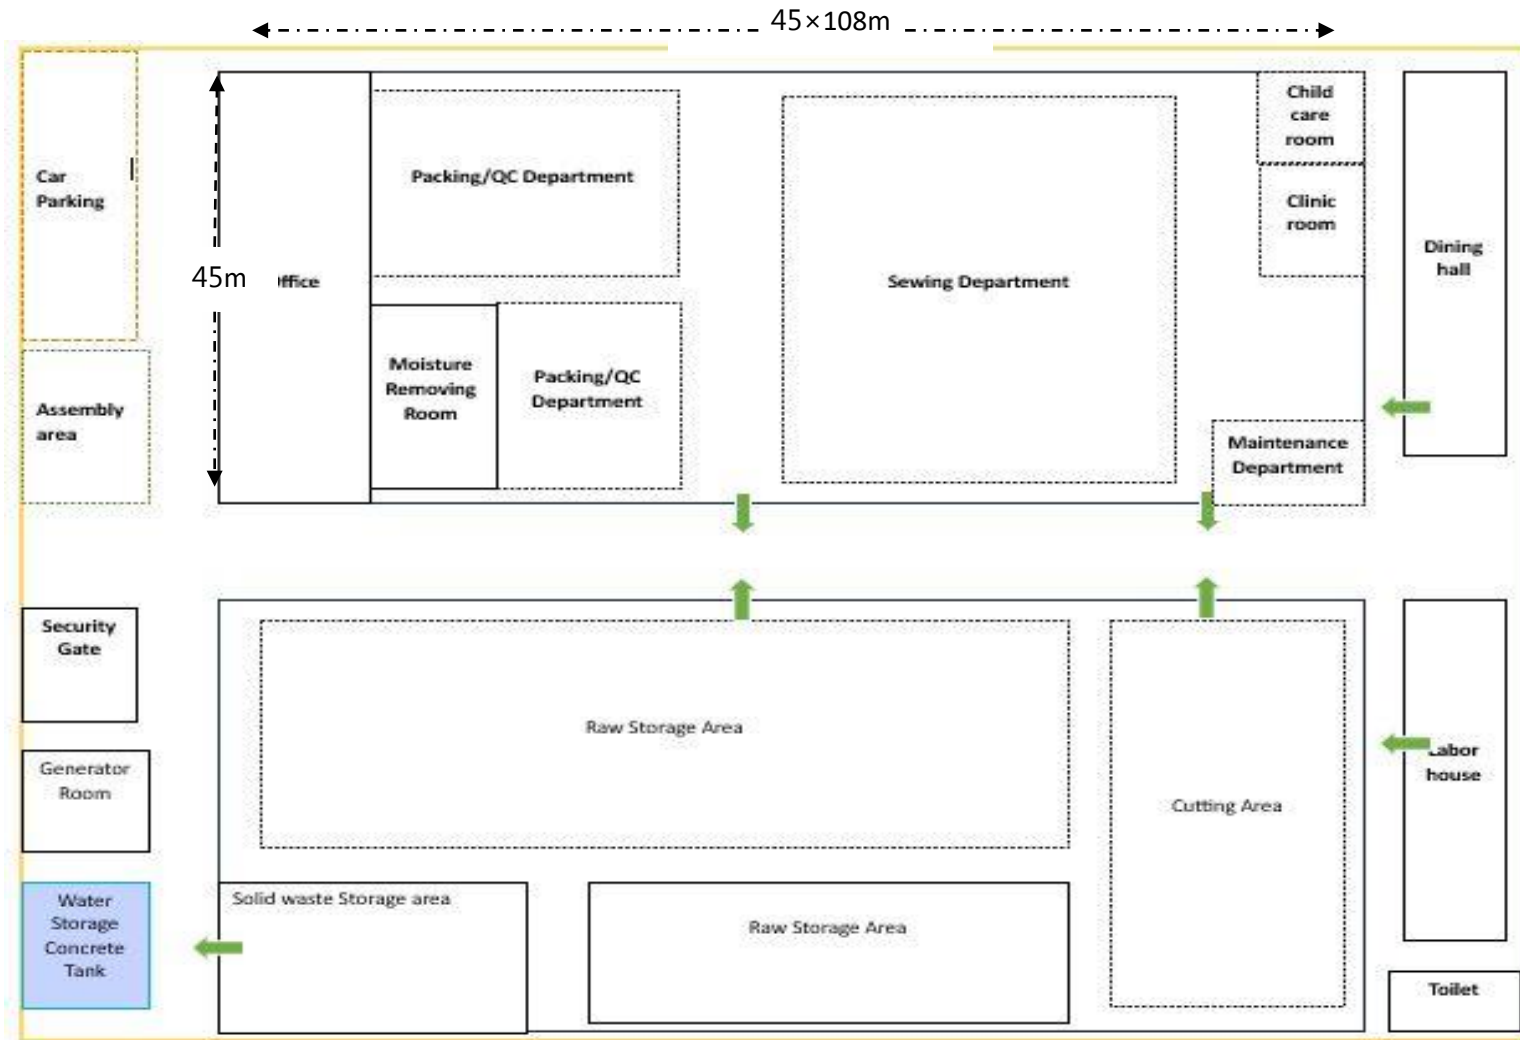 45×108m
Child
care
room
Car
Parking
Packing/QC Department
Clinic
room
Dining
hall
45m
ffice
Sewing Department
Moisture
Removing
Room
Packing/QC
Department
Assembly
area
Maintenance
Department
Security
Gate
Raw Storage Area
Labor
house
Generator
Room
Cutting Area
Water
Storage
Concrete
Tank
Solid waste Storage area
Raw Storage Area
Toilet